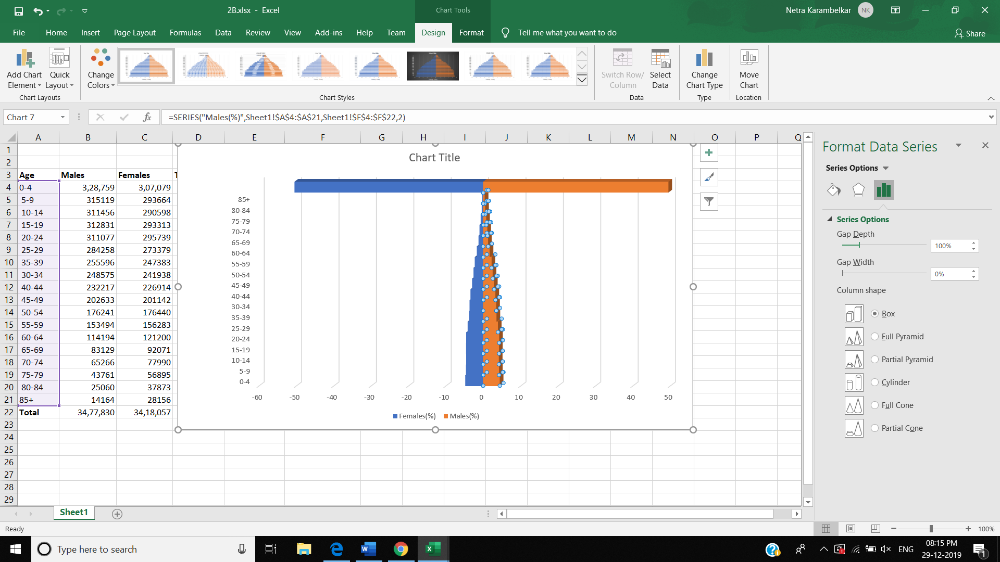 2B.xlsx - Excel
Chart Tools
Netra Karambelkar
NK
File
Home
Insert
Page Layout
Formulas
Data
Review
View
Add-ins
Help
Power
Team
Design
Format
Tell me what you want to do
Share
Add Chart Element
Quick Layout
Change Colors
Switch Row/ Column
Select Data
Change Chart Type
Move Chart
Chart Layouts
Chart Styles
Data
Type
Location
Chart 7
fx
=SERIES("Males(%)",Sheet1!$A$4:$A$21,Sheet1!$F$4:$F$22,2)
A B C D E F G H I J K L M N O P Q
1
2
3 Age Males Females T
4 0-4 3,28,759 3,07,079
5 5-9 315119 293664
6 10-14 311456 290598
7 15-19 312831 293313
8 20-24 311077 295739
9 25-29 284258 273379
10 35-39 255596 247383
11 30-34 248575 241938
12 40-44 232217 226914
13 45-49 202633 201142
14 50-54 176241 176440
15 55-59 153494 156283
16 60-64 114194 121200
17 65-69 83129 92071
18 70-74 65266 77990
19 75-79 43761 56895
20 80-84 25060 37873
21 85+ 14164 28156
22 Total 34,77,830 34,18,057
23
24
25
26
27
28
29
Chart Title
85+
80-84
75-79
70-74
65-69
60-64
55-59
50-54
45-49
40-44
30-34
35-39
25-29
20-24
15-19
10-14
5-9
0-4
-60 -50 -40 -30 -20 -10 0 10 20 30 40 50
Females(%) Males(%)
Format Data Series
Series Options
Series Options
Gap Depth
100%
Gap Width
0%
Column shape
Box
Full Pyramid
Partial Pyramid
Cylinder
Full Cone
Partial Cone
Sheet1
Ready
100%
Type here to search
ENG
08:15 PM
29-12-2019
1